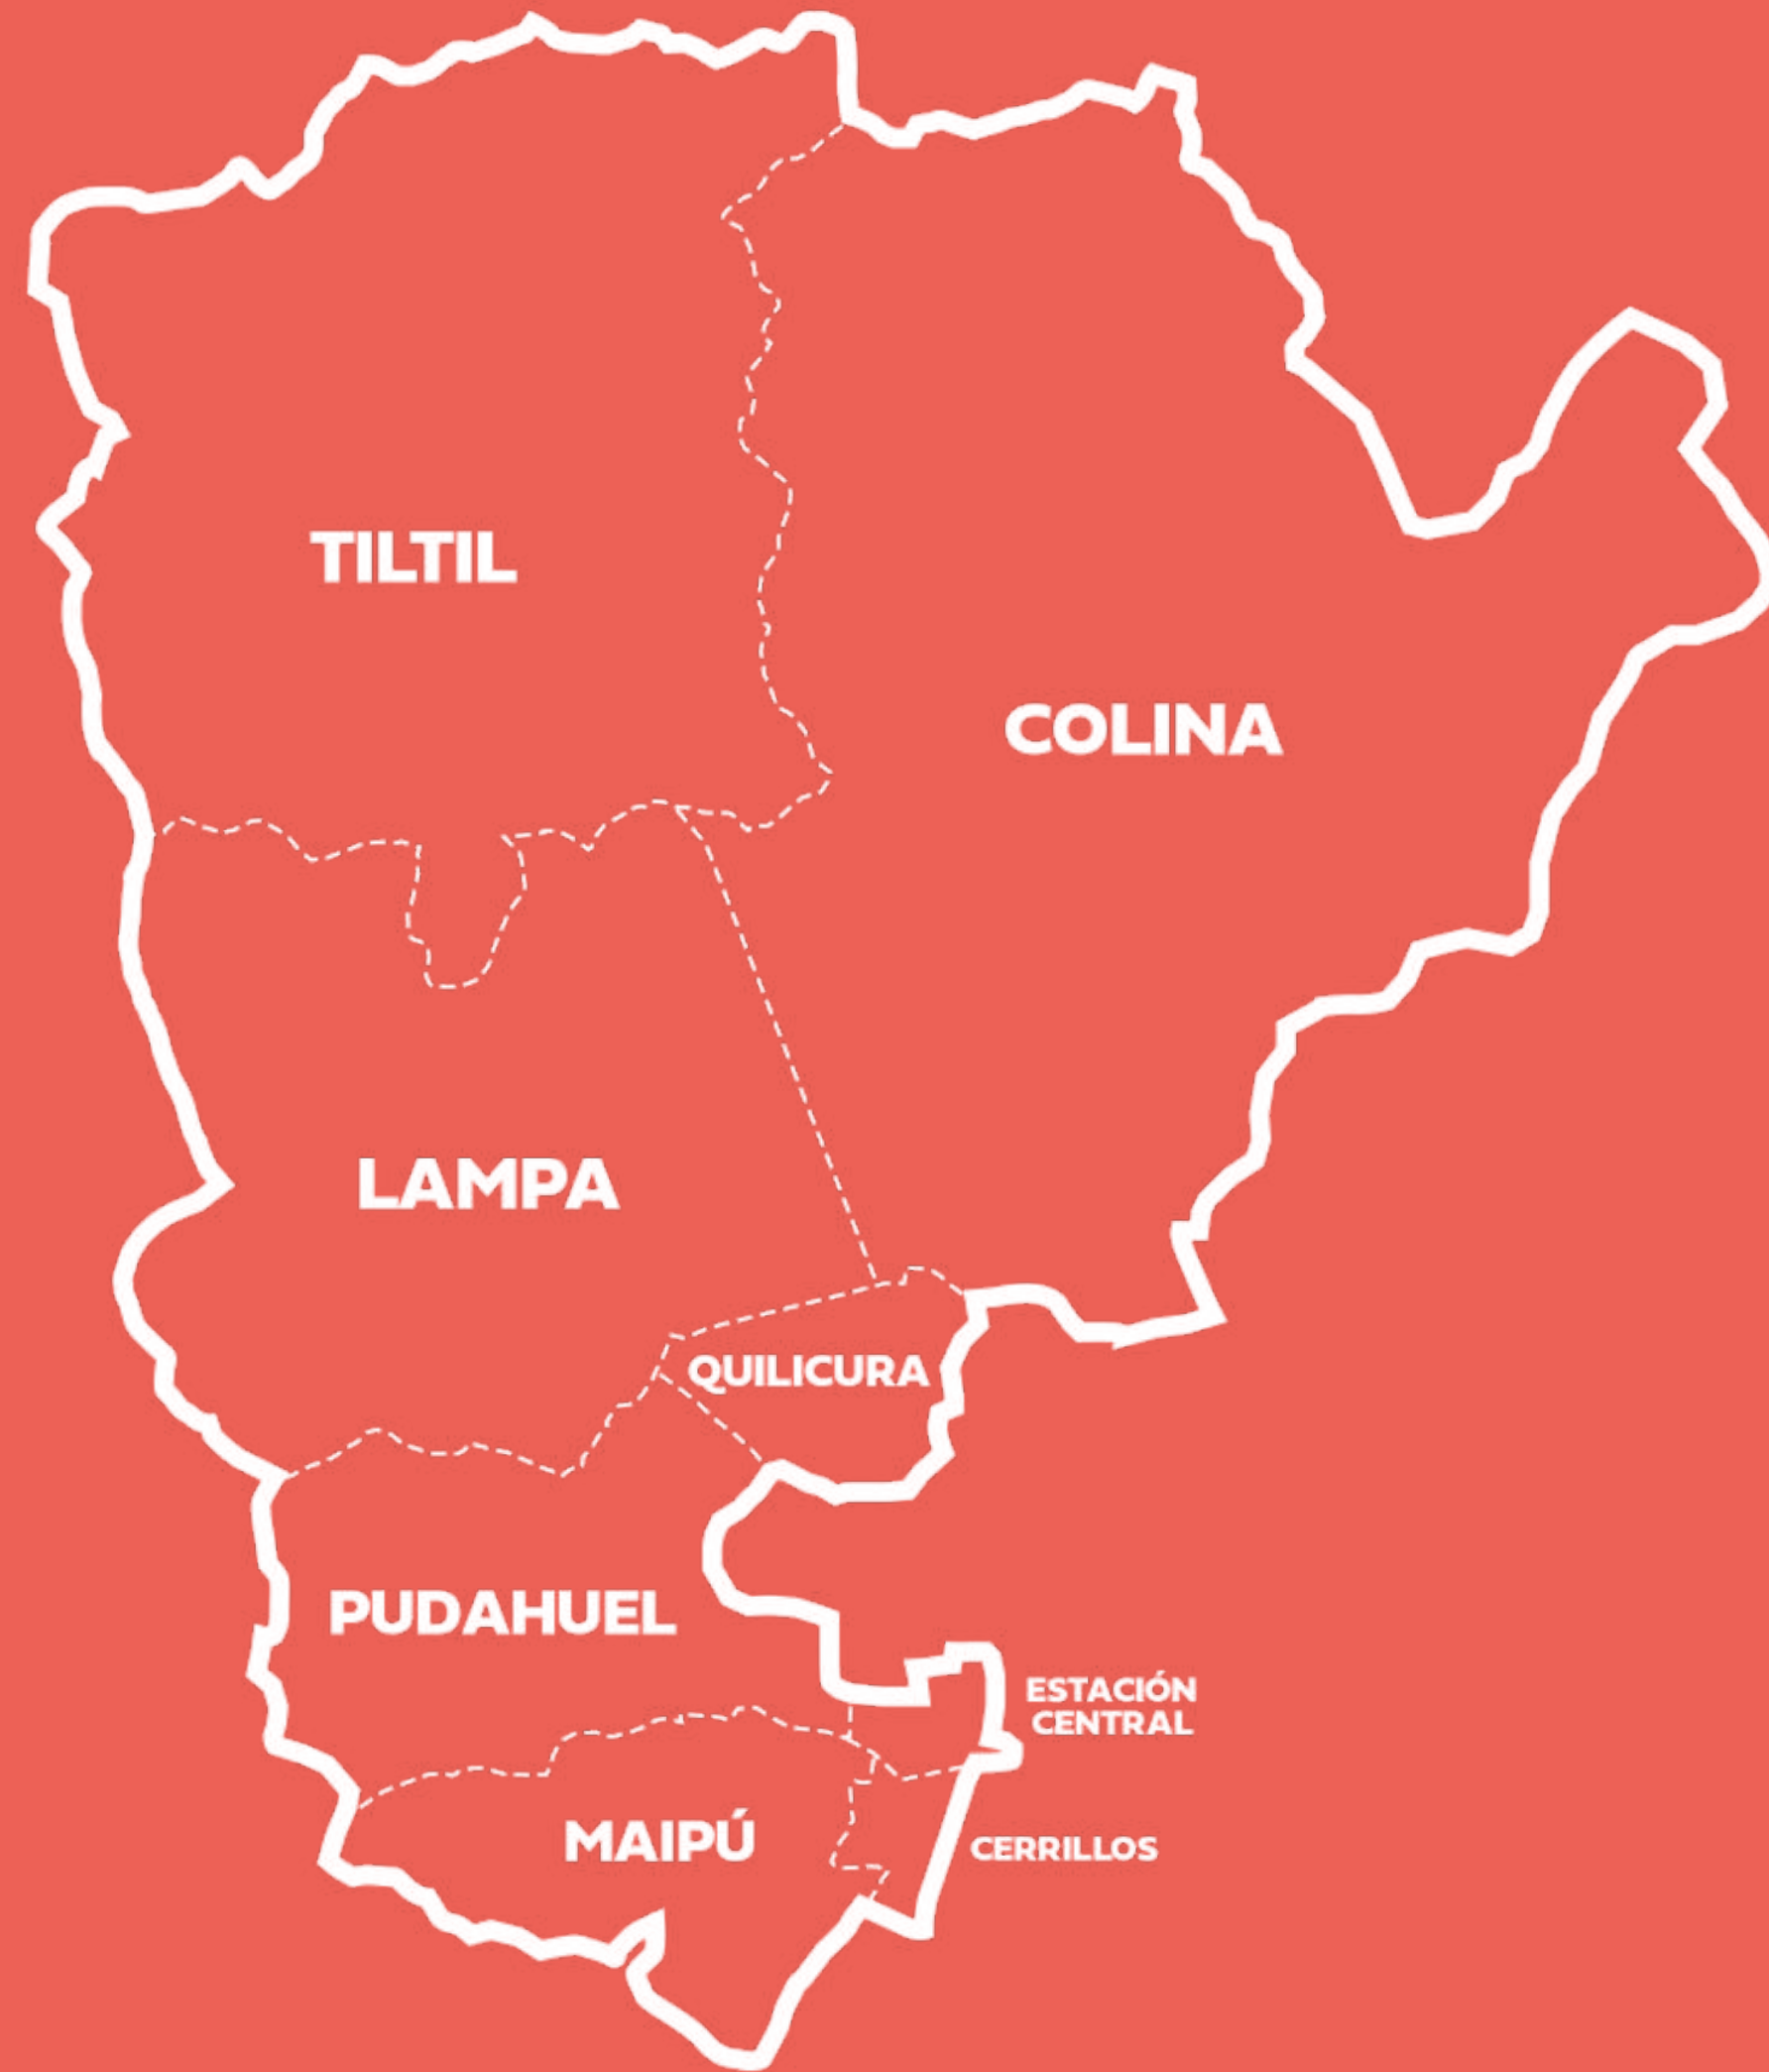 TILTIL
COLINA
LAMPA
QUILICURA
PUDAHUEL
ESTACIÓN
CENTRAL
MAIPÚ
CERRILLOS